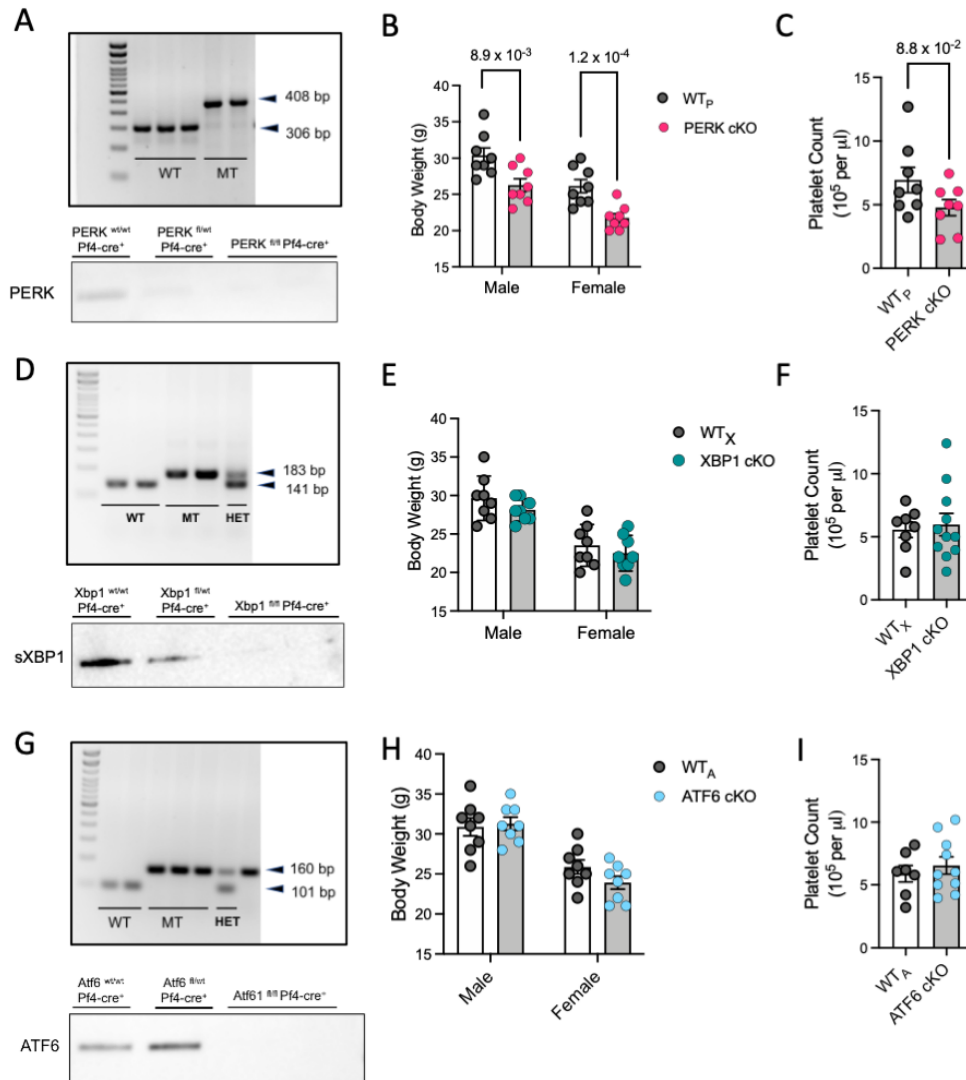 A
408 bp
306 bp
WT MT
PERK wt/wt Pf4-cre+
PERK fl/wt Pf4-cre+
PERK fl/fl Pf4-cre+
PERK
B
8.9 x 10-3
1.2 x 10-4
WTP
PERK cKO
Body Weight (g)
40
35
30
25
20
15
Male Female
C
8.8 x 10-2
Platelet Count
(10⁵ per µl)
15
10
5
0
WTP
PERK cKO
D
183 bp
141 bp
WT MT HET
Xbp1 wt/wt Pf4-cre+
Xbp1 fl/wt Pf4-cre+
Xbp1 fl/fl Pf4-cre+
sXBP1
E
WTX
XBP1 cKO
Body Weight (g)
40
35
30
25
20
15
Male Female
F
Platelet Count
(10⁵ per µl)
15
10
5
0
WTX
XBP1 cKO
G
160 bp
101 bp
WT MT HET
Atf6 wt/wt Pf4-cre+
Atf6 fl/wt Pf4-cre+
Atf61 fl/fl Pf4-cre+
ATF6
H
WTA
ATF6 cKO
Body Weight (g)
40
35
30
25
20
15
Male
Female
I
Platelet Count
(10⁵ per µl)
15
10
5
0
WTA
ATF6 cKO